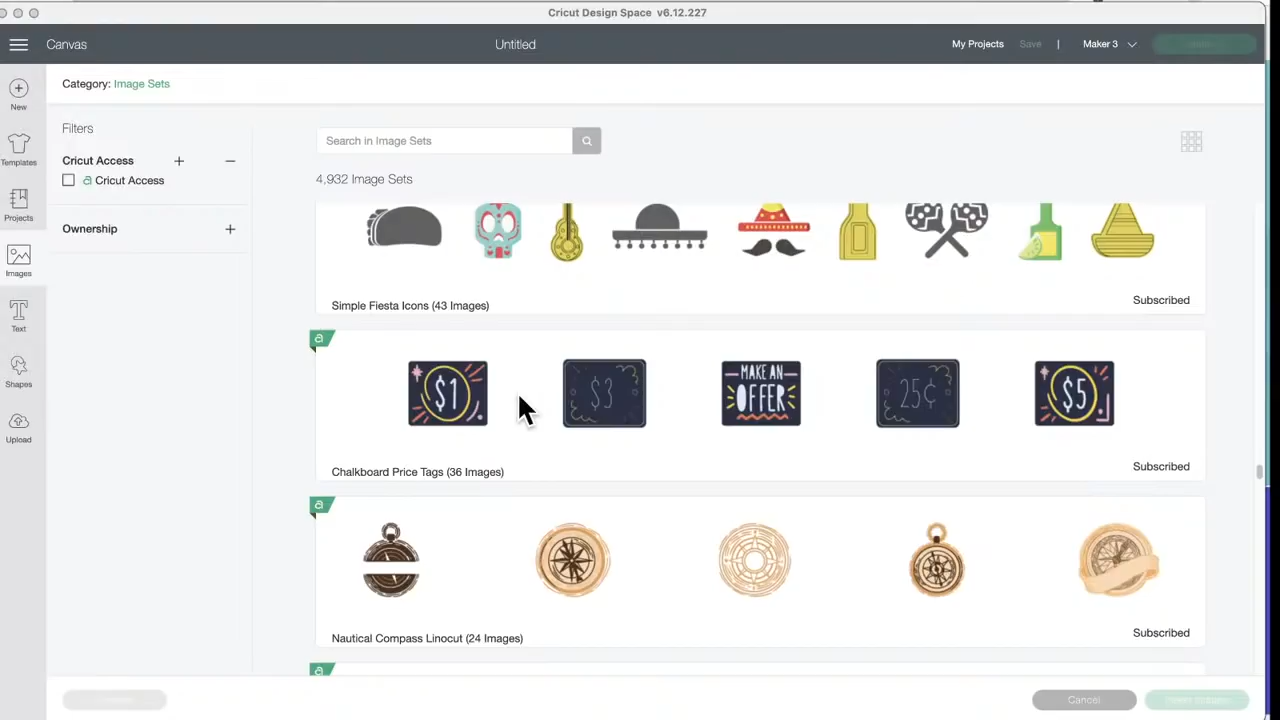 Cricut Design Space v6.12.227
Canvas
Untitled
My Projects
Save
|
Maker 3
New
Templates
Projects
Images
Text
Shapes
Upload
Category: Image Sets
Filters
Cricut Access
Cricut Access
Ownership
Search in Image Sets
4,932 Image Sets
Simple Fiesta Icons (43 Images)
Subscribed
$1
$3
MAKE AN
OFFER
25¢
$5
Chalkboard Price Tags (36 Images)
Subscribed
Nautical Compass Linocut (24 Images)
Subscribed
Cancel